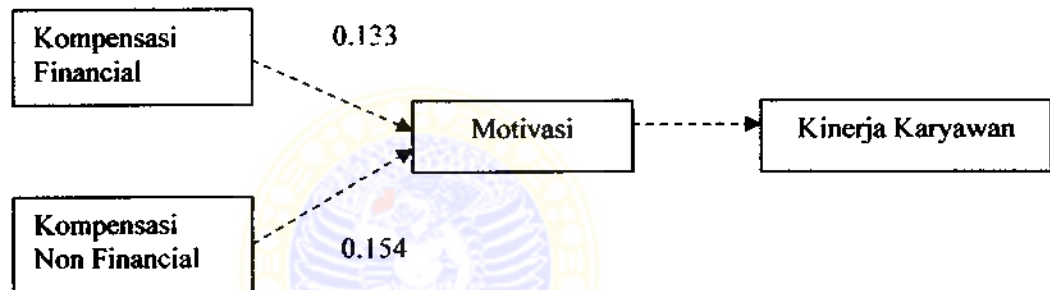 Kompensasi
Financial
0.133
Motivasi
Kinerja Karyawan
Kompensasi
Non Financial
0.154